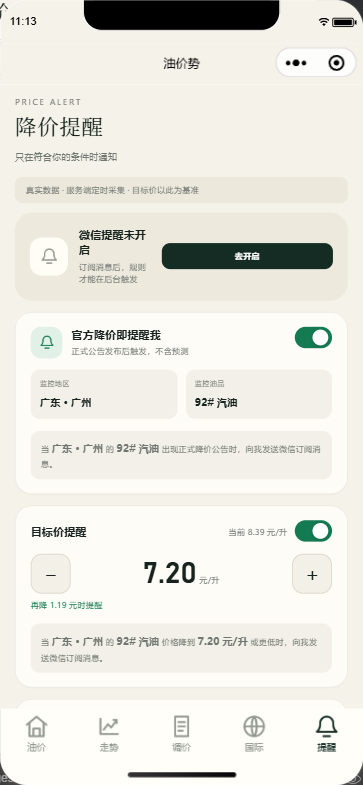 11:13
油价势
PRICE ALERT
降价提醒
只在符合你的条件时通知
真实数据 · 服务端定时采集 · 目标价以此为基准
微信提醒未开
启
订阅消息后，规则
才能在后台触发
去开启
官方降价即提醒我
正式公告发布后触发，不含预测
监控地区
广东 • 广州
监控油品
92# 汽油
当 广东 • 广州 的 92# 汽油 出现正式降价公告时，向我发送微信订阅消
息。
目标价提醒
当前 8.39 元/升
−
7.20 元/升
+
再降 1.19 元时提醒
当 广东 • 广州 的 92# 汽油 价格降到 7.20 元/升 或更低时，向我发
送微信订阅消息。
油价
走势
调价
国际
提醒